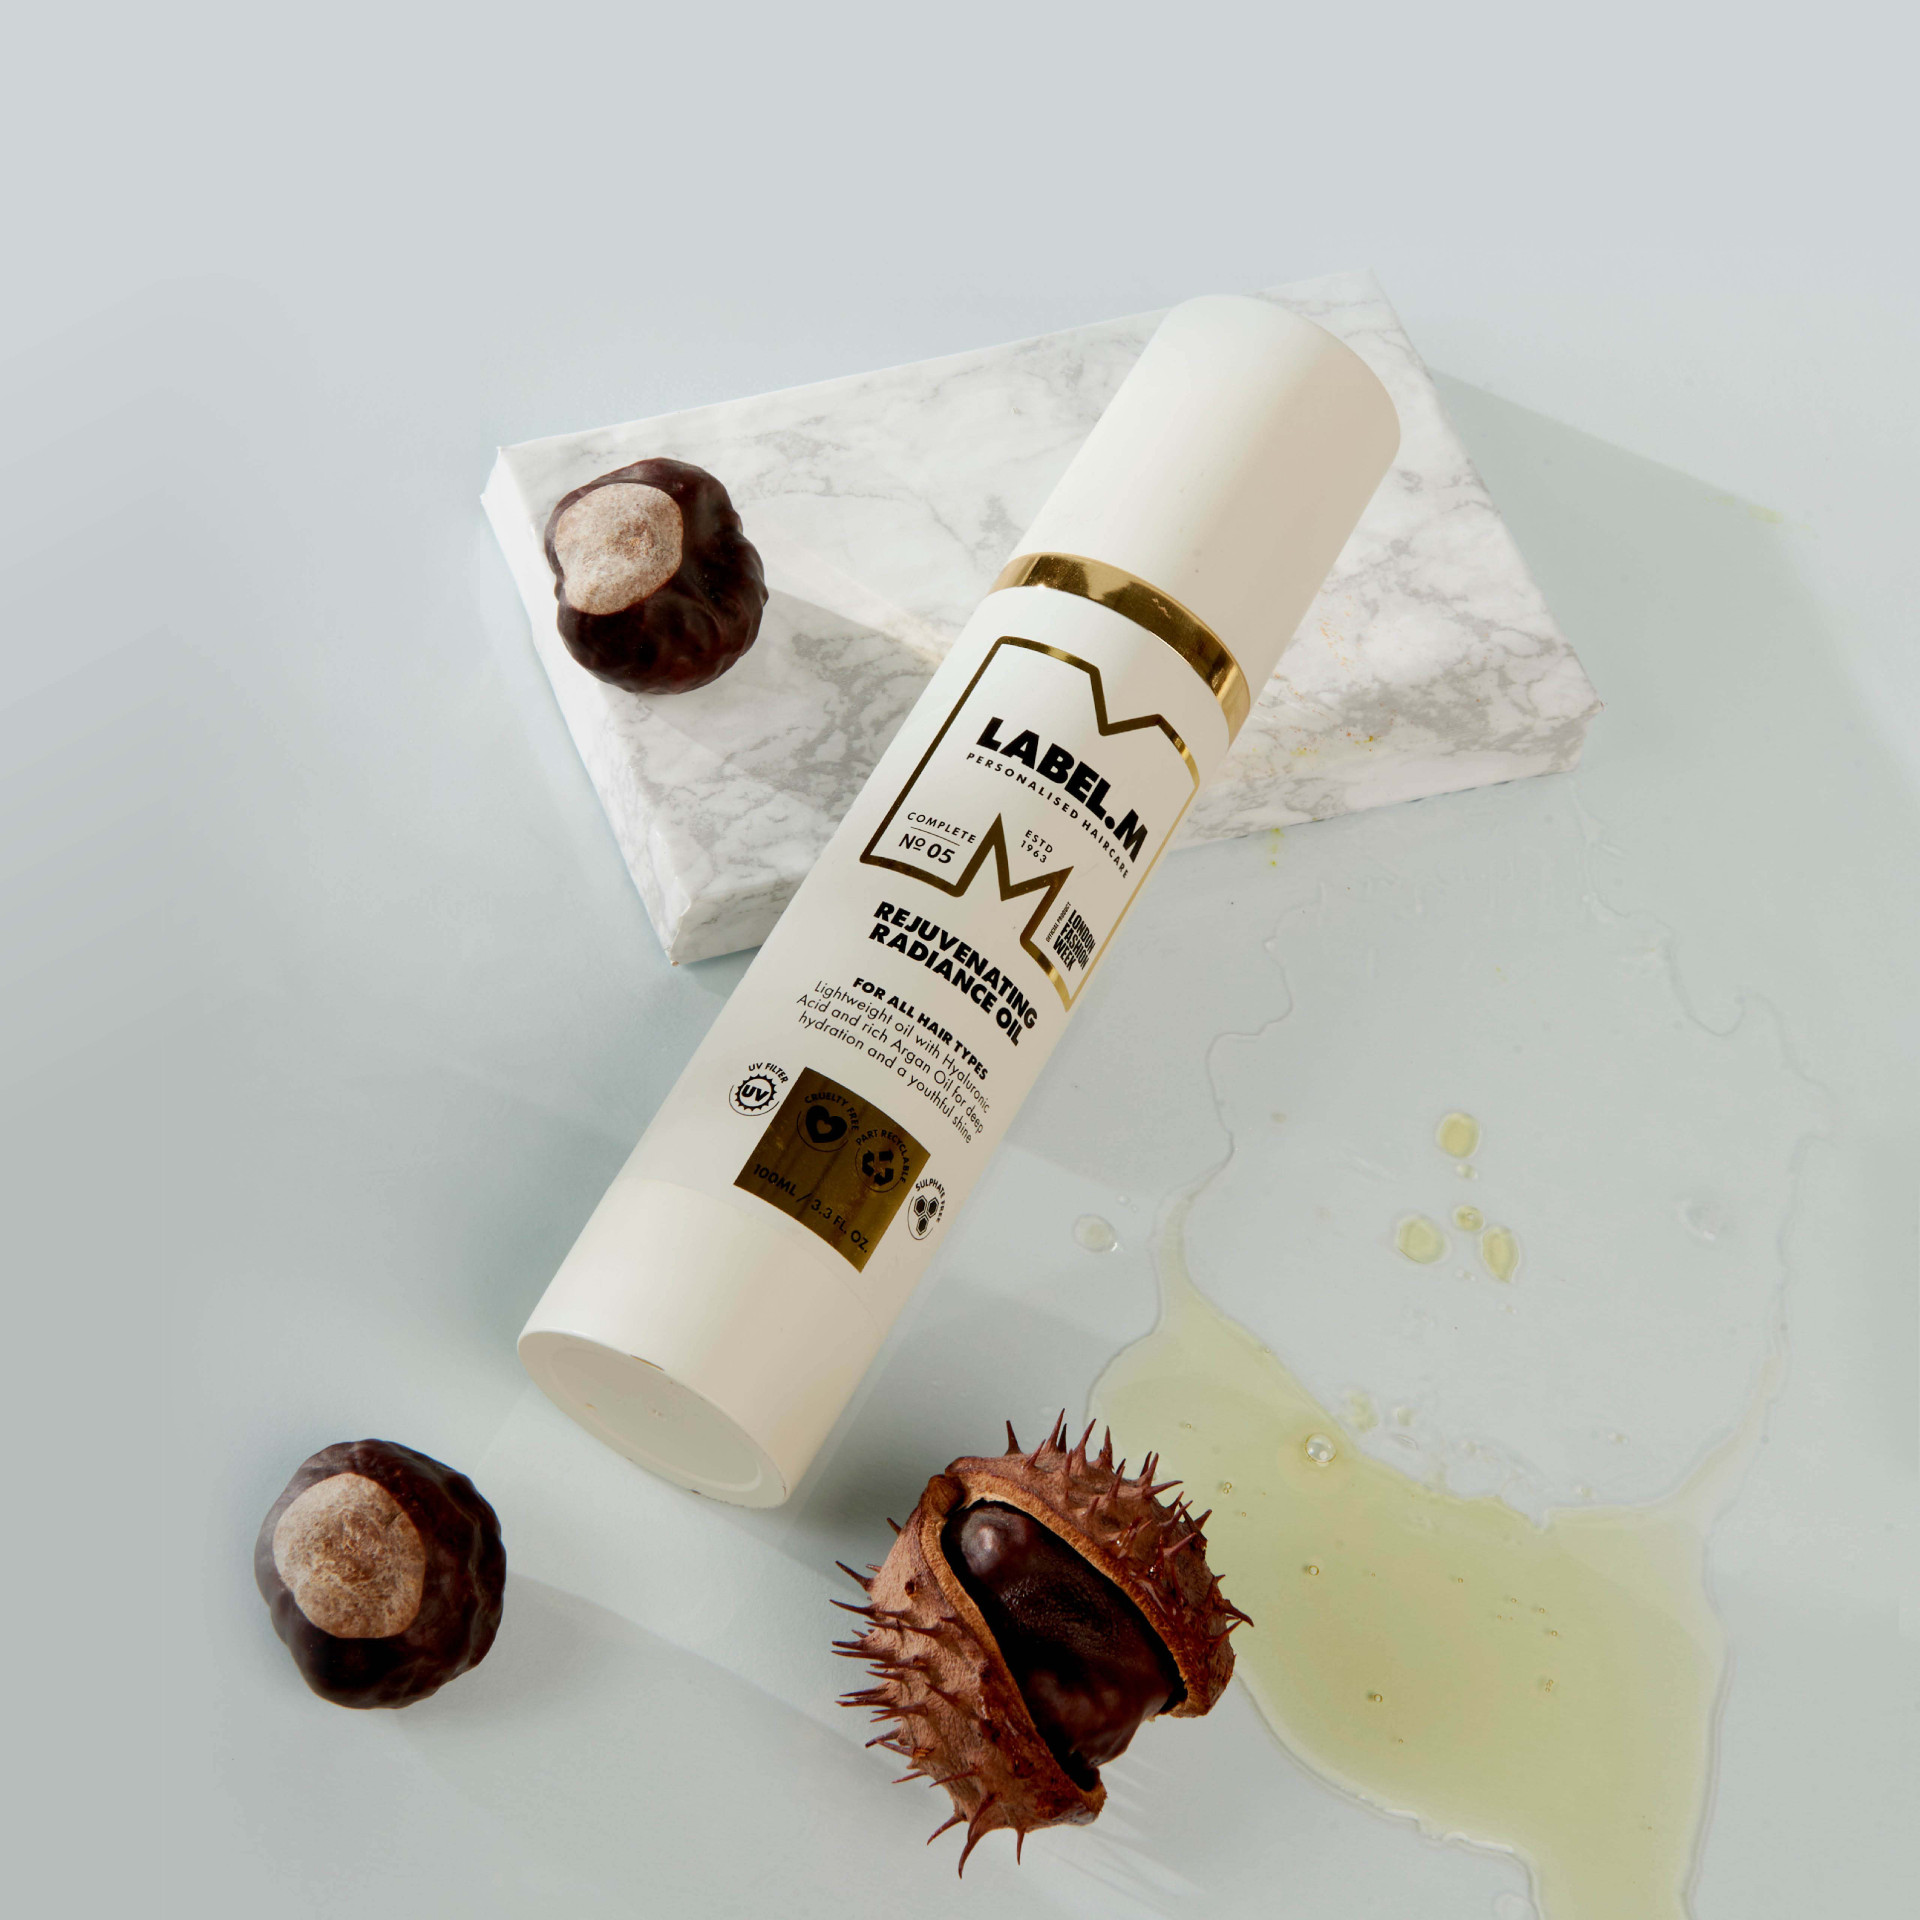 LABEL.M
PERSONALISED HAIRCARE
COMPLETE
Nº 05
ESTD
1963
OFFICIAL PRODUCT
LONDON
FASHION
WEEK
REJUVENATING
RADIANCE OIL
FOR ALL HAIR TYPES
Lightweight oil with Hyaluronic
Acid and rich Argan Oil for deep
hydration and a youthful shine
UV FILTER
UV
CRUELTY FREE
PART RECYCLABLE
SULPHATE FREE
100ML / 3.3 FL. OZ.